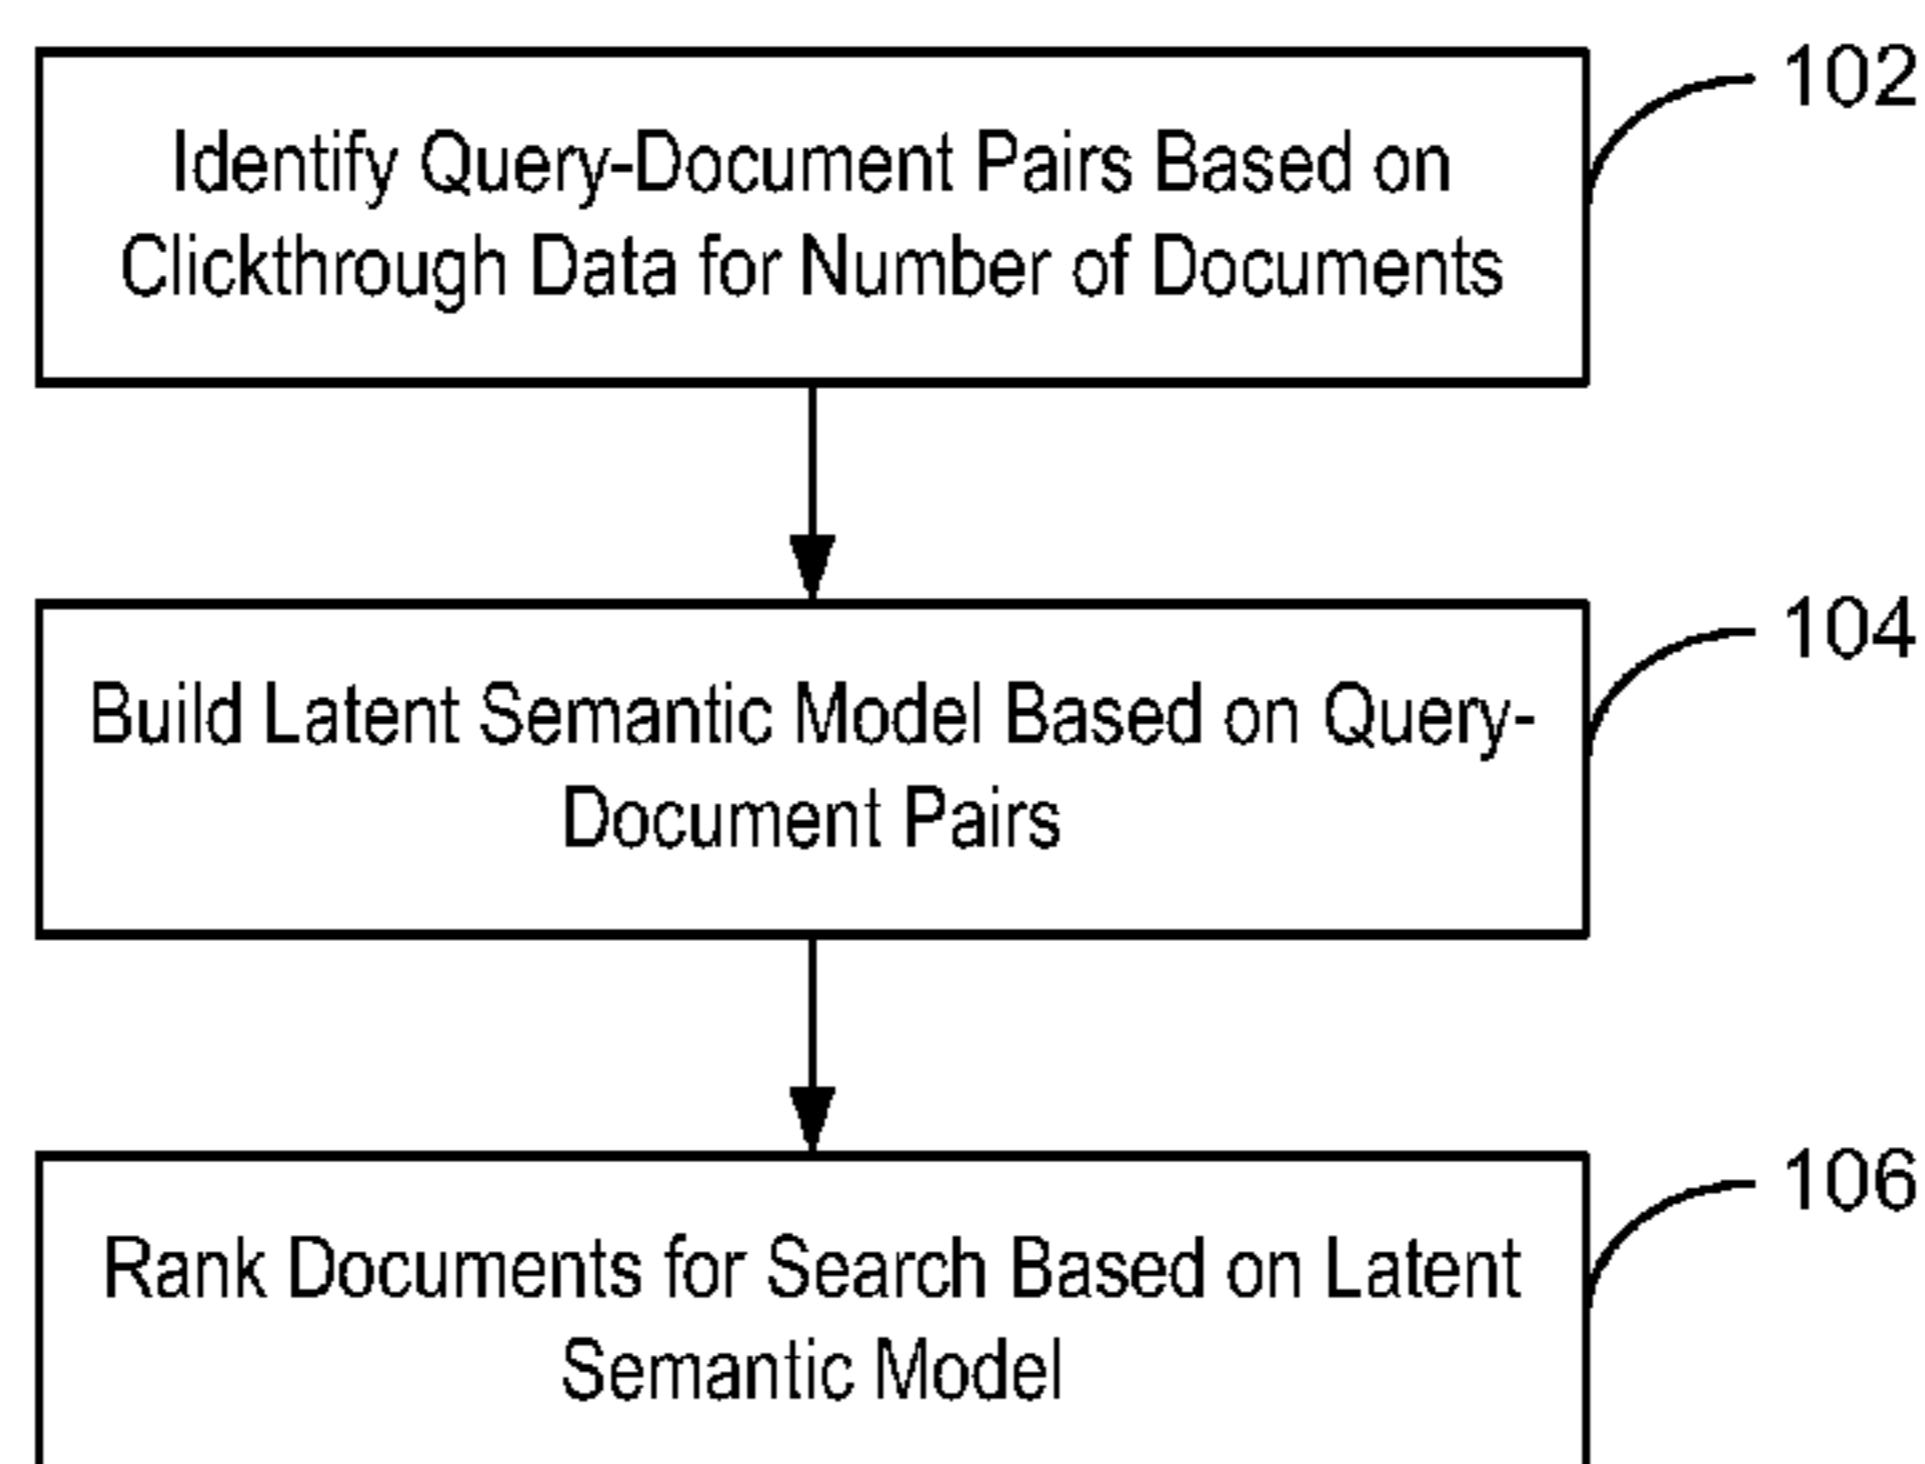 102
Identify Query-Document Pairs Based on
Clickthrough Data for Number of Documents
104
Build Latent Semantic Model Based on Query-
Document Pairs
106
Rank Documents for Search Based on Latent
Semantic Model